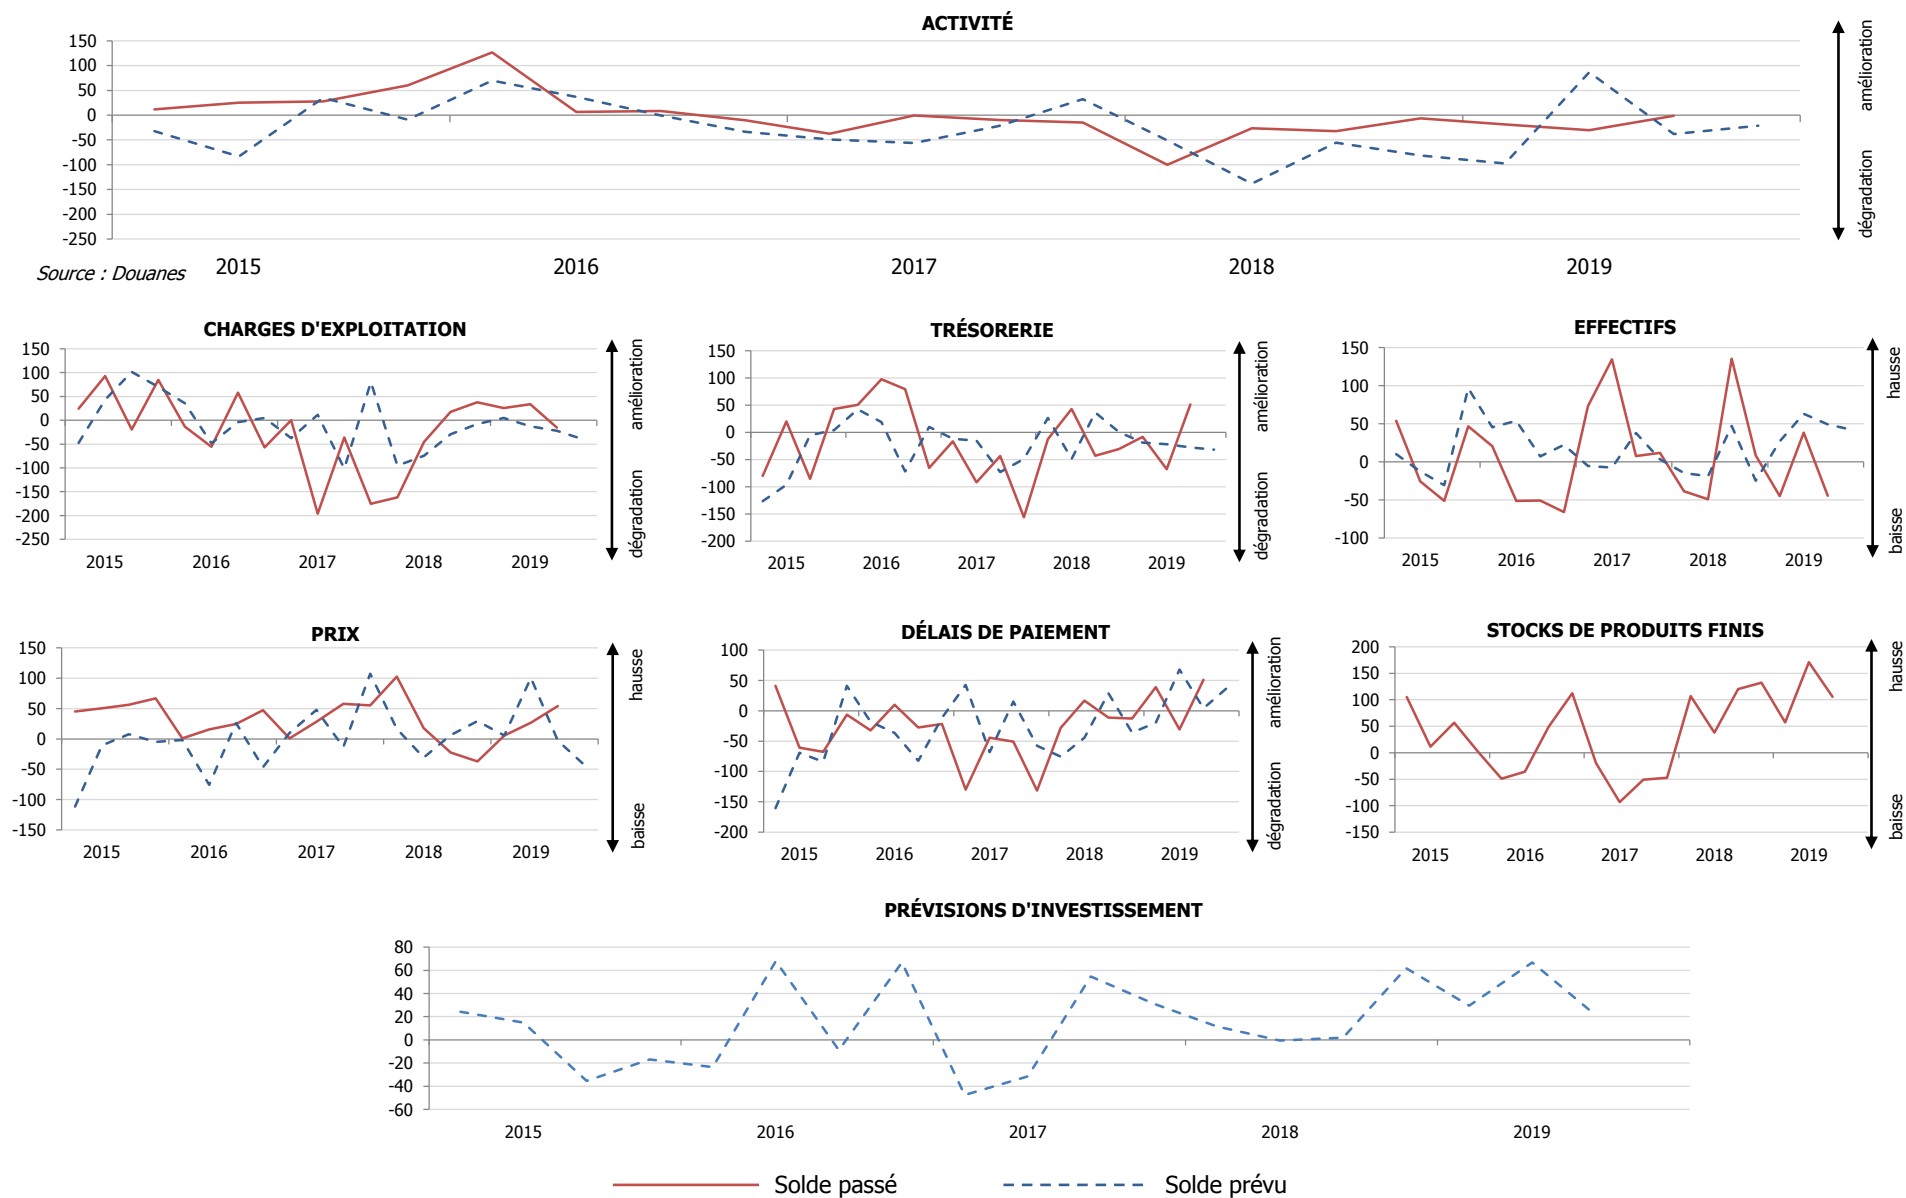 ACTIVITÉ
150
100
50
0
-50
-100
-150
-200
-250
amélioration
dégradation
2015 2016 2017 2018 2019
Source : Douanes
CHARGES D'EXPLOITATION
150
100
50
0
-50
-100
-150
-200
-250
2015 2016 2017 2018 2019
amélioration
dégradation
TRÉSORERIE
150
100
50
0
-50
-100
-150
-200
2015 2016 2017 2018 2019
amélioration
dégradation
EFFECTIFS
150
100
50
0
-50
-100
2015 2016 2017 2018 2019
hausse
baisse
PRIX
150
100
50
0
-50
-100
-150
2015 2016 2017 2018 2019
hausse
baisse
DÉLAIS DE PAIEMENT
100
50
0
-50
-100
-150
-200
2015 2016 2017 2018 2019
amélioration
dégradation
STOCKS DE PRODUITS FINIS
200
150
100
50
0
-50
-100
-150
2015 2016 2017 2018 2019
hausse
baisse
PRÉVISIONS D'INVESTISSEMENT
80
60
40
20
0
-20
-40
-60
2015 2016 2017 2018 2019
Solde passé Solde prévu